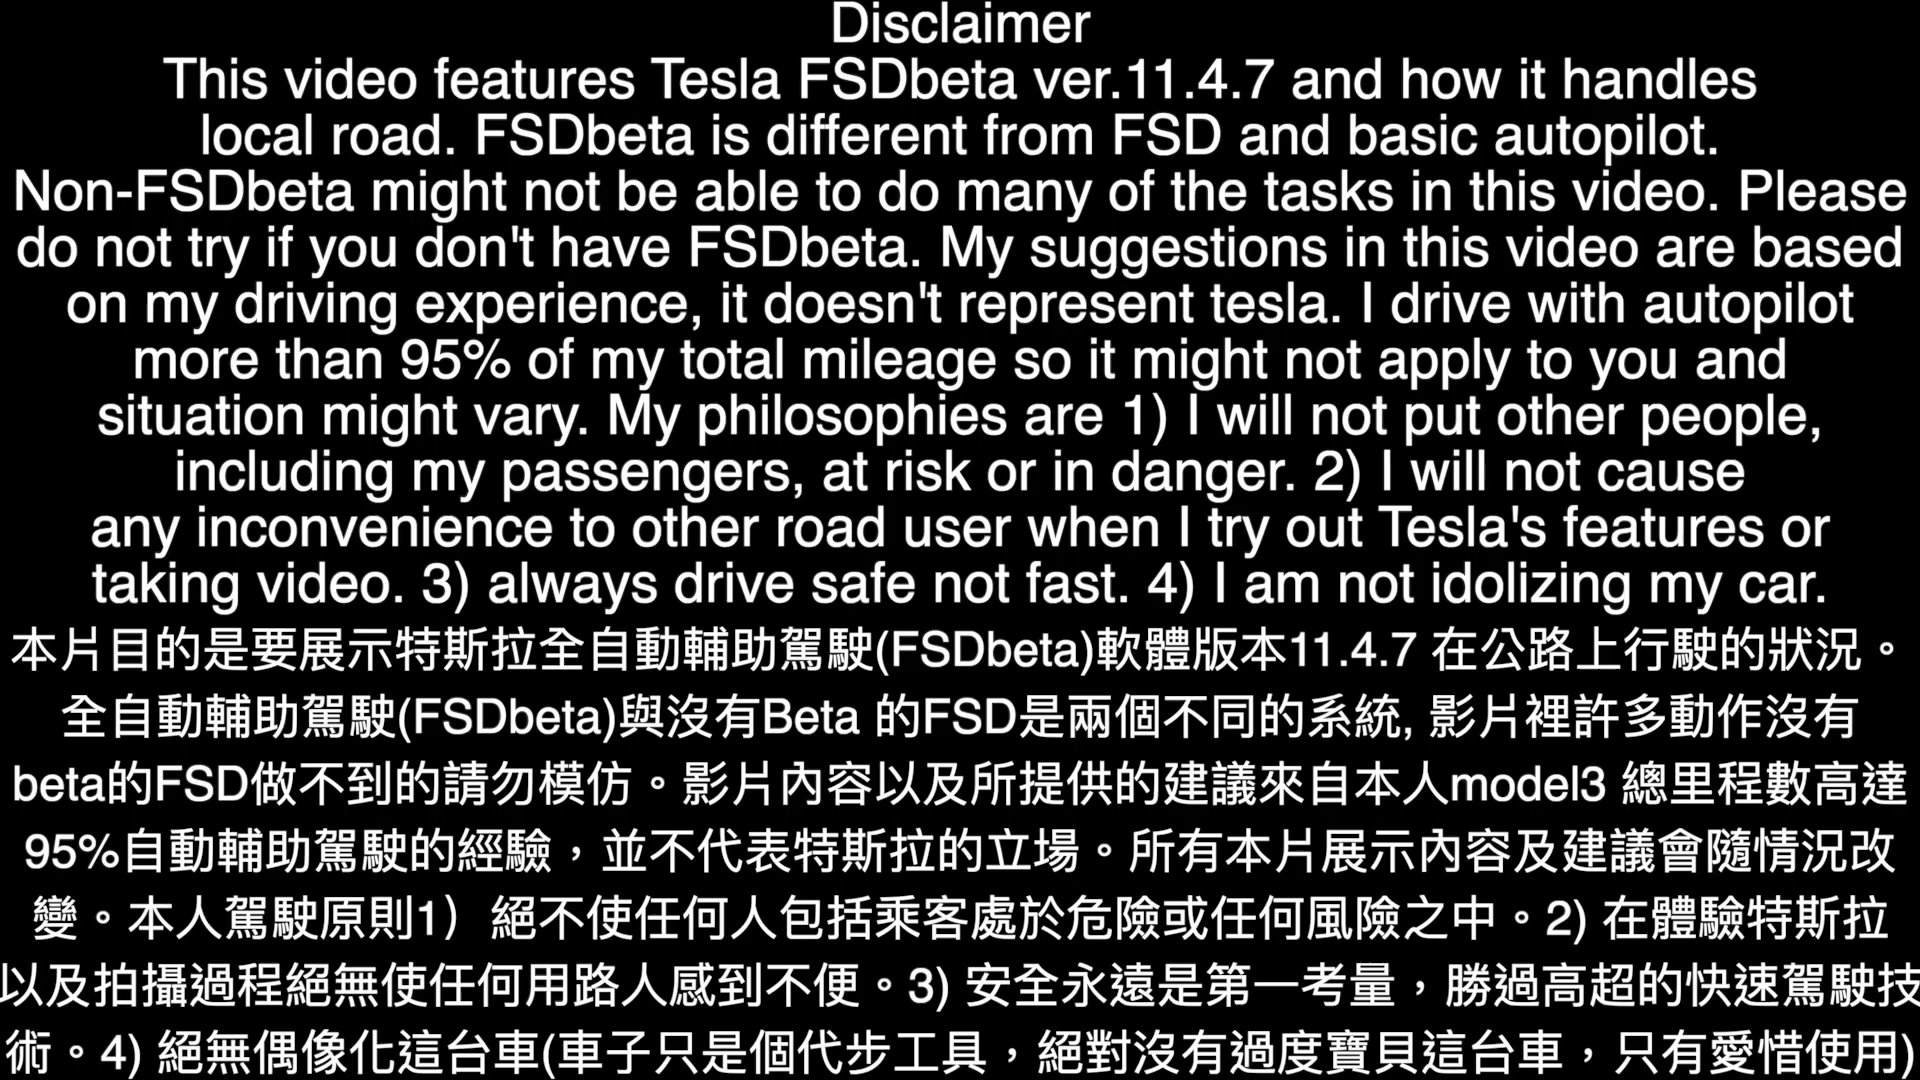 Disclaimer
This video features Tesla FSDbeta ver.11.4.7 and how it handles
local road. FSDbeta is different from FSD and basic autopilot.
Non-FSDbeta might not be able to do many of the tasks in this video. Please
do not try if you don't have FSDbeta. My suggestions in this video are based
on my driving experience, it doesn't represent tesla. I drive with autopilot
more than 95% of my total mileage so it might not apply to you and
situation might vary. My philosophies are 1) I will not put other people,
including my passengers, at risk or in danger. 2) I will not cause
any inconvenience to other road user when I try out Tesla's features or
taking video. 3) always drive safe not fast. 4) I am not idolizing my car.
本片目的是要展示特斯拉全自動輔助駕駛(FSDbeta)軟體版本11.4.7 在公路上行駛的狀況。
全自動輔助駕駛(FSDbeta)與沒有Beta 的FSD是兩個不同的系統, 影片裡許多動作沒有
beta的FSD做不到的請勿模仿。影片內容以及所提供的建議來自本人model3 總里程數高達
95%自動輔助駕駛的經驗，並不代表特斯拉的立場。所有本片展示內容及建議會隨情況改
變。本人駕駛原則1）絕不使任何人包括乘客處於危險或任何風險之中。2) 在體驗特斯拉
以及拍攝過程絕無使任何用路人感到不便。3) 安全永遠是第一考量，勝過高超的快速駕駛技
術。4) 絕無偶像化這台車(車子只是個代步工具，絕對沒有過度寶貝這台車，只有愛惜使用)